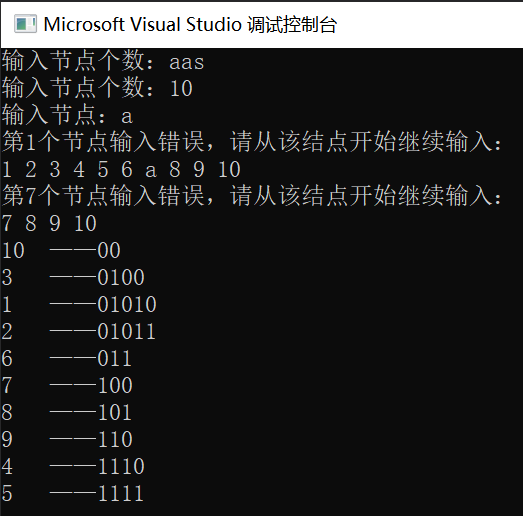 Microsoft Visual Studio 调试控制台
输入节点个数：aas
输入节点个数：10
输入节点：a
第1个节点输入错误，请从该结点开始继续输入：
1 2 3 4 5 6 a 8 9 10
第7个节点输入错误，请从该结点开始继续输入：
7 8 9 10
10 ——00
3 ——0100
1 ——01010
2 ——01011
6 ——011
7 ——100
8 ——101
9 ——110
4 ——1110
5 ——1111